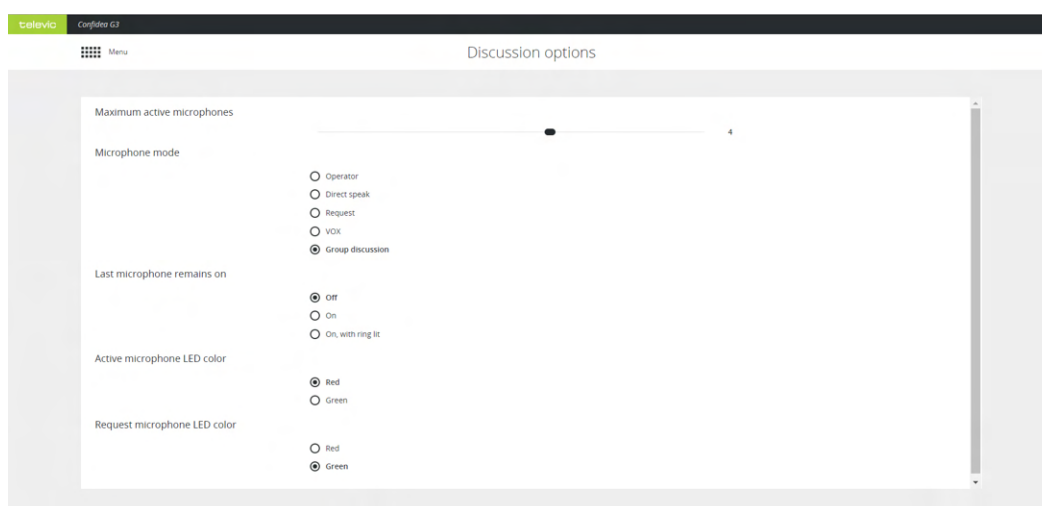 televic Confidea G3
Menu Discussion options
Maximum active microphones
4
Microphone mode
Operator
Direct speak
Request
VOX
Group discussion
Last microphone remains on
Off
On
On, with ring lit
Active microphone LED color
Red
Green
Request microphone LED color
Red
Green